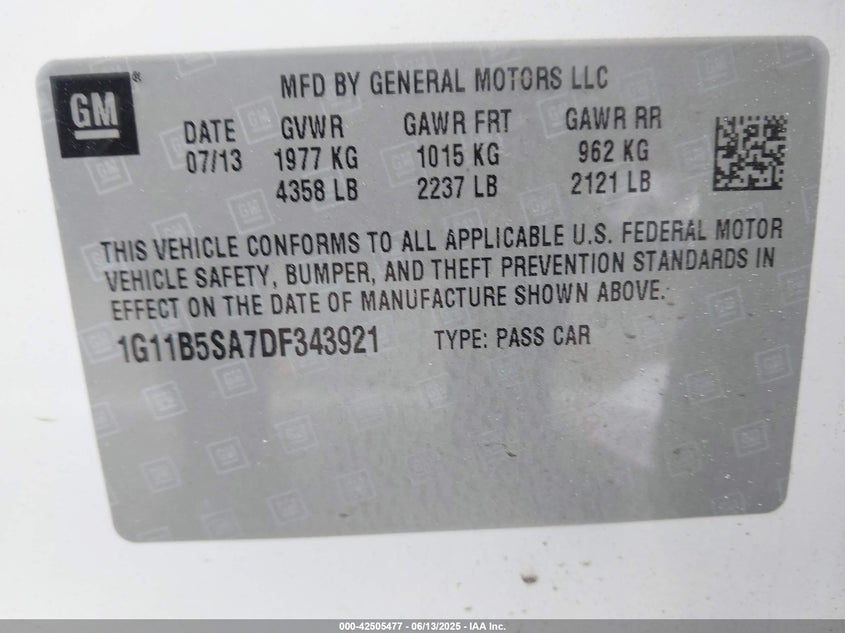 GM®
MFD BY GENERAL MOTORS LLC
DATE GVWR GAWR FRT GAWR RR
07/13 1977 KG 1015 KG 962 KG
4358 LB 2237 LB 2121 LB
THIS VEHICLE CONFORMS TO ALL APPLICABLE U.S. FEDERAL MOTOR
VEHICLE SAFETY, BUMPER, AND THEFT PREVENTION STANDARDS IN
EFFECT ON THE DATE OF MANUFACTURE SHOWN ABOVE.
1G11B5SA7DF343921 TYPE: PASS CAR
000-42505477 - 06/13/2025 - IAA Inc.